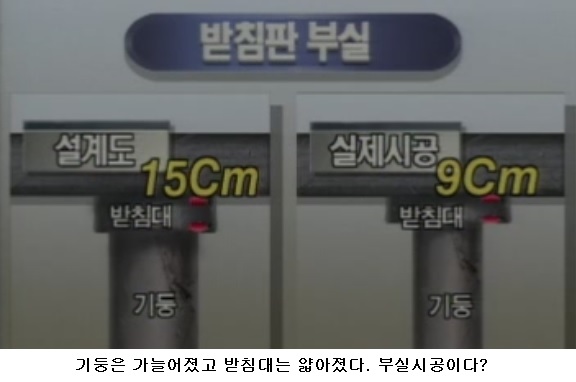 받침판 부실
설계도
15Cm
받침대
기둥
실제시공
9Cm
받침대
기둥
기둥은 가늘어졌고 받침대는 얇아졌다. 부실시공이다?